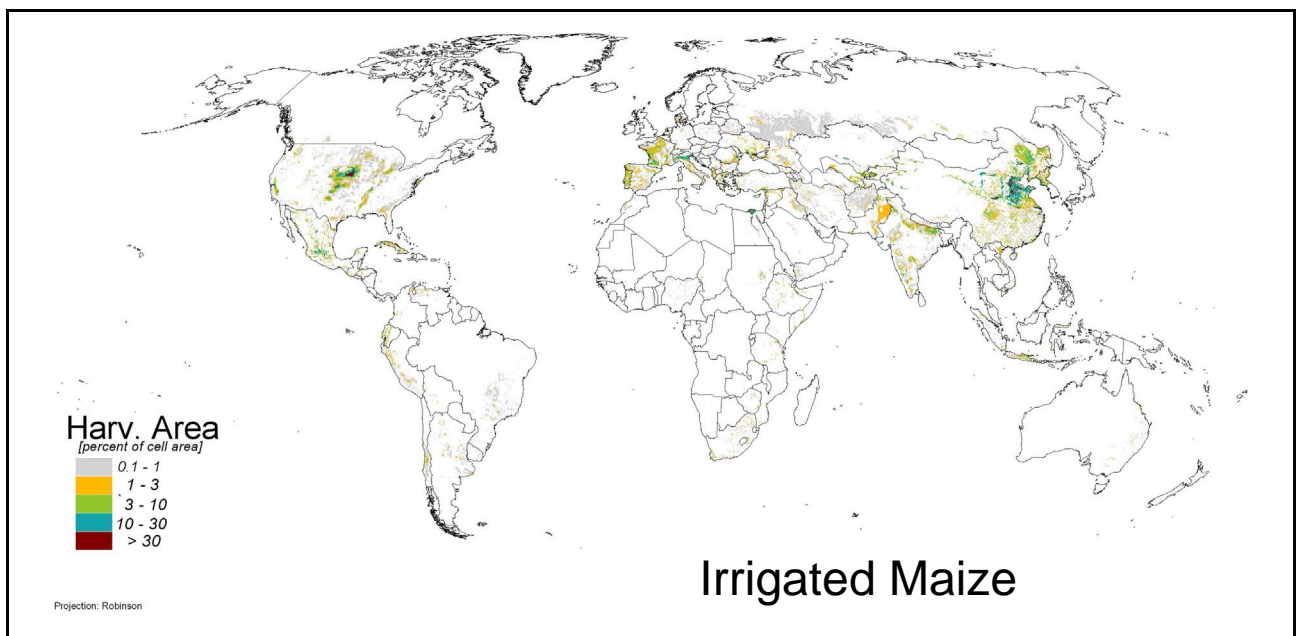 Harv. Area
[percent of cell area]
0.1 - 1
1 - 3
3 - 10
10 - 30
> 30
Irrigated Maize
Projection: Robinson